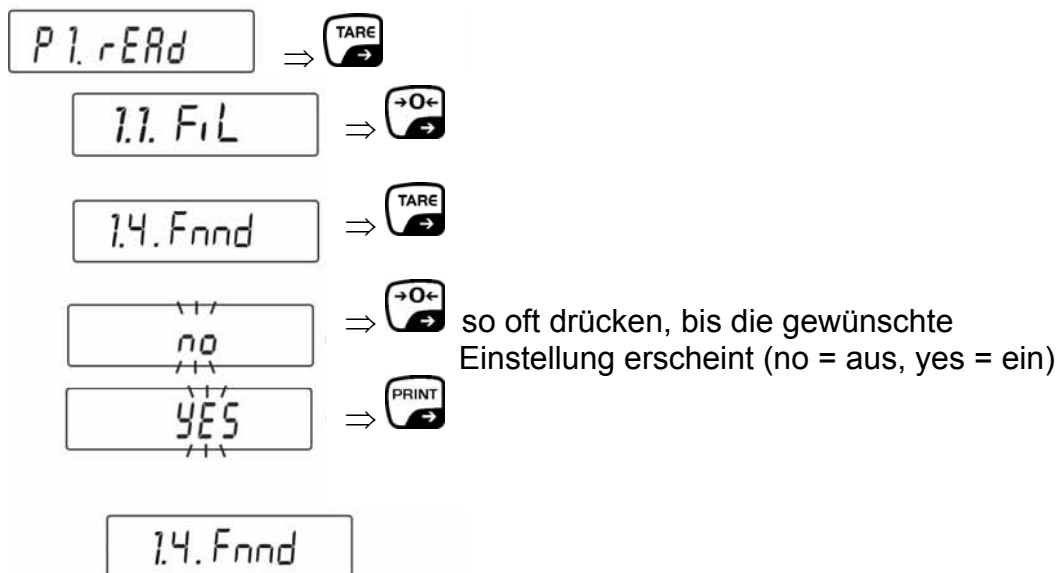 P 1. rEAd ⇒ TARE →
1.1. FiL ⇒ →0← →
1.4. Fnnd ⇒ TARE →
no ⇒ →0← → so oft drücken, bis die gewünschte
Einstellung erscheint (no = aus, yes = ein)
YES ⇒ PRINT →
1.4. Fnnd